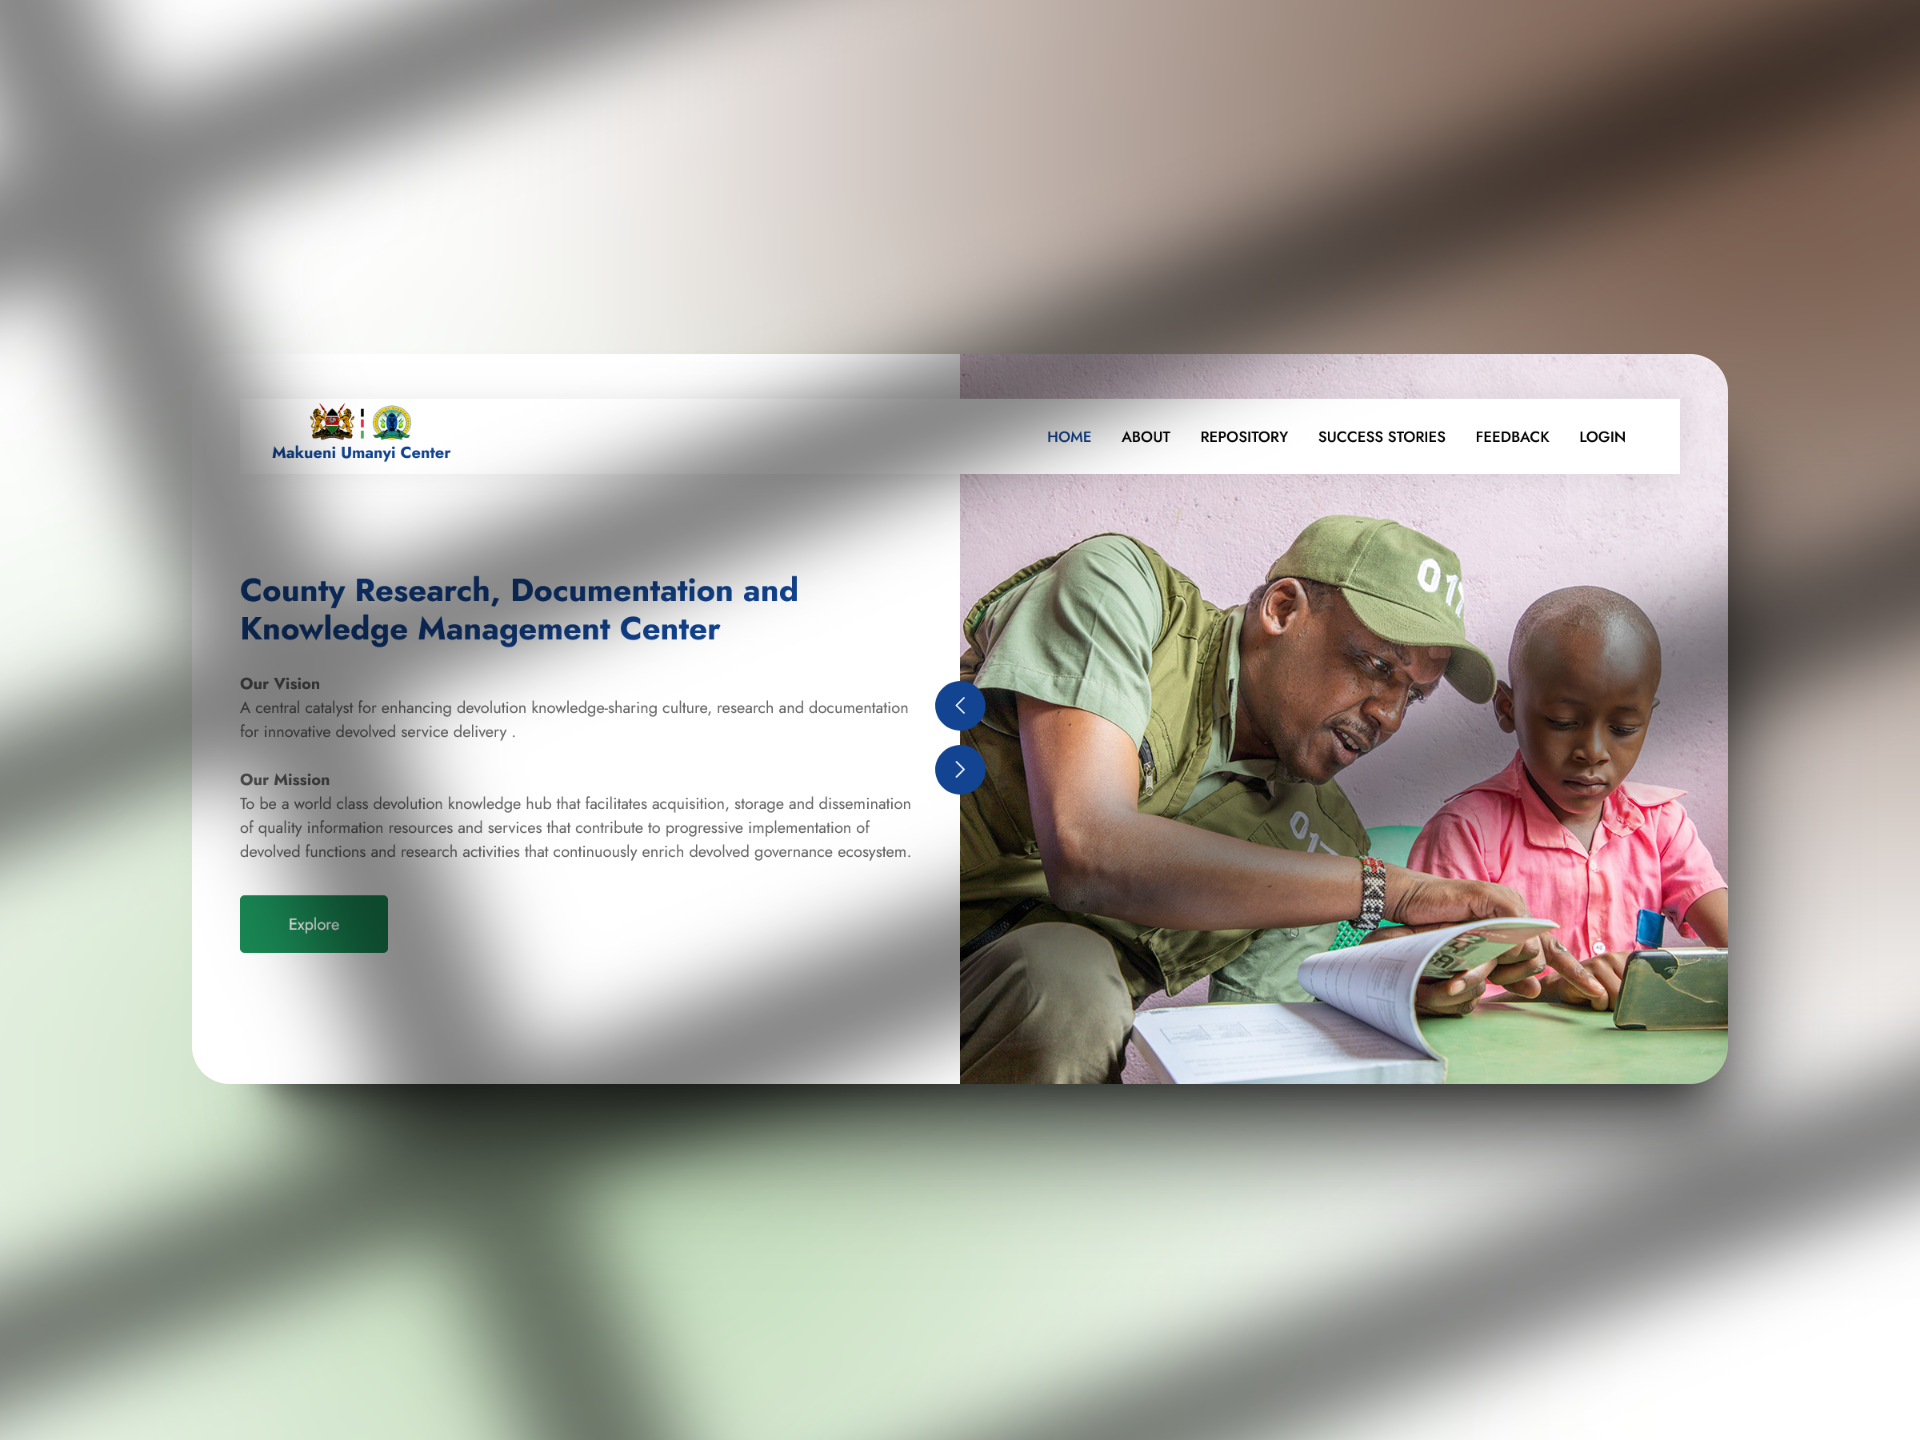 Makueni Umanyi Center
HOME ABOUT REPOSITORY SUCCESS STORIES FEEDBACK LOGIN
County Research, Documentation and
Knowledge Management Center
Our Vision
A central catalyst for enhancing devolution knowledge-sharing culture, research and documentation
for innovative devolved service delivery .
Our Mission
To be a world class devolution knowledge hub that facilitates acquisition, storage and dissemination
of quality information resources and services that contribute to progressive implementation of
devolved functions and research activities that continuously enrich devolved governance ecosystem.
Explore